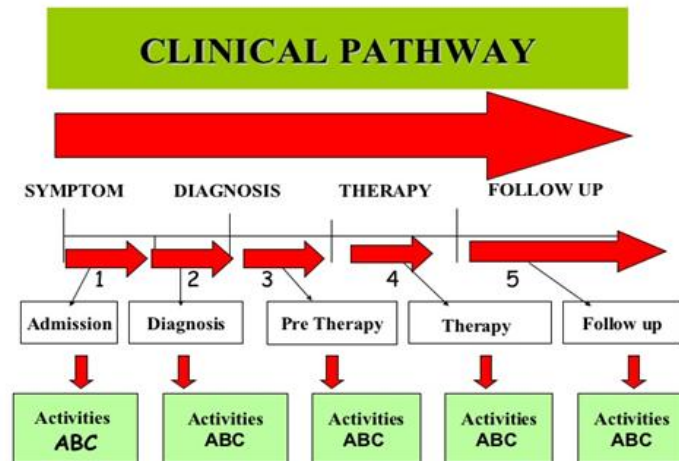 CLINICAL PATHWAY
SYMPTOM DIAGNOSIS THERAPY FOLLOW UP
1 2 3 4 5
Admission Diagnosis Pre Therapy Therapy Follow up
Activities Activities Activities Activities Activities
ABC ABC ABC ABC ABC